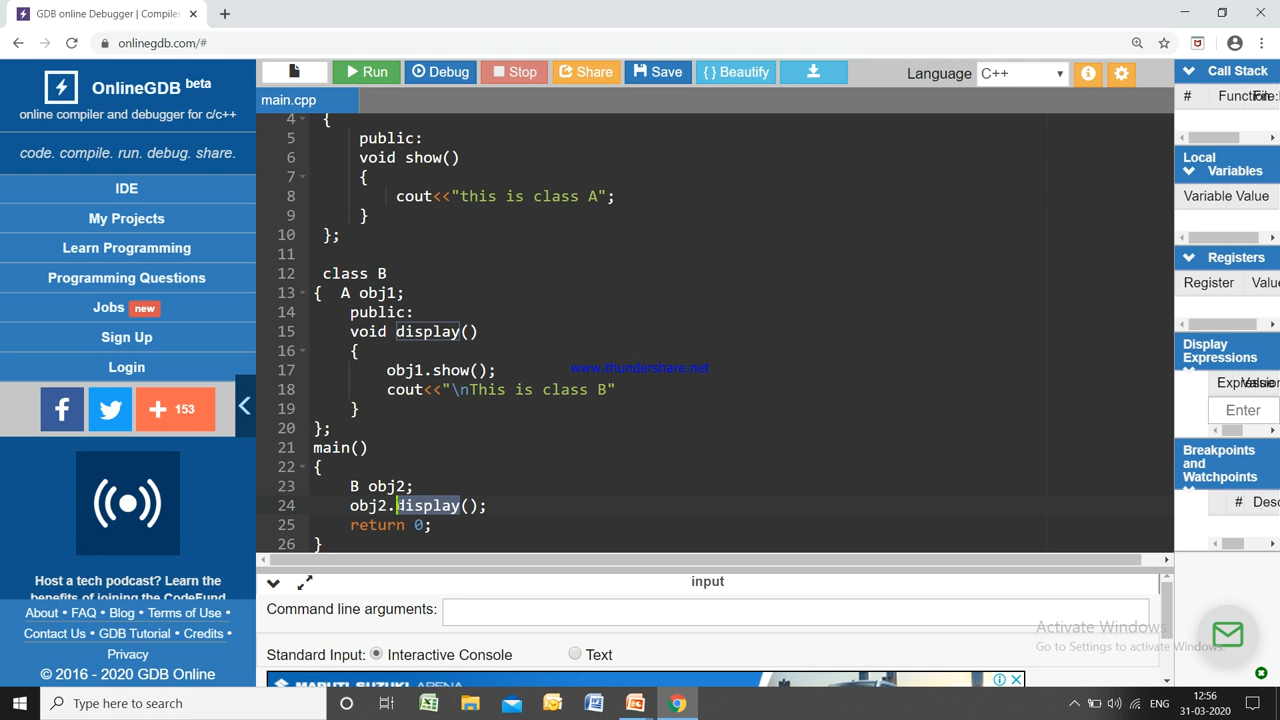 GDB online Debugger | Compiler
onlinegdb.com/#
OnlineGDB beta
online compiler and debugger for c/c++
code. compile. run. debug. share.
IDE
My Projects
Learn Programming
Programming Questions
Jobs new
Sign Up
Login
153
Host a tech podcast? Learn the
benefits of joining the CodeFund
About • FAQ • Blog • Terms of Use •
Contact Us • GDB Tutorial • Credits •
Privacy
© 2016 - 2020 GDB Online
Run Debug Stop Share Save { } Beautify
Language C++
main.cpp
4 {
5 public:
6 void show()
7 {
8 cout<<"this is class A";
9 }
10 };
11
12 class B
13 { A obj1;
14 public:
15 void display()
16 {
17 obj1.show();
18 cout<<"\nThis is class B"
19 }
20 };
21 main()
22 {
23 B obj2;
24 obj2.display();
25 return 0;
26 }
www.thundershare.net
input
Command line arguments:
Standard Input: Interactive Console Text
MARUTI SUZUKI ARENA
Call Stack
# Function
Local
Variables
Variable Value
Registers
Register Value
Display
Expressions
Enter
Breakpoints
and
Watchpoints
# Desc
Activate Windows
Go to Settings to activate Windows.
Type here to search
ENG
12:56
31-03-2020